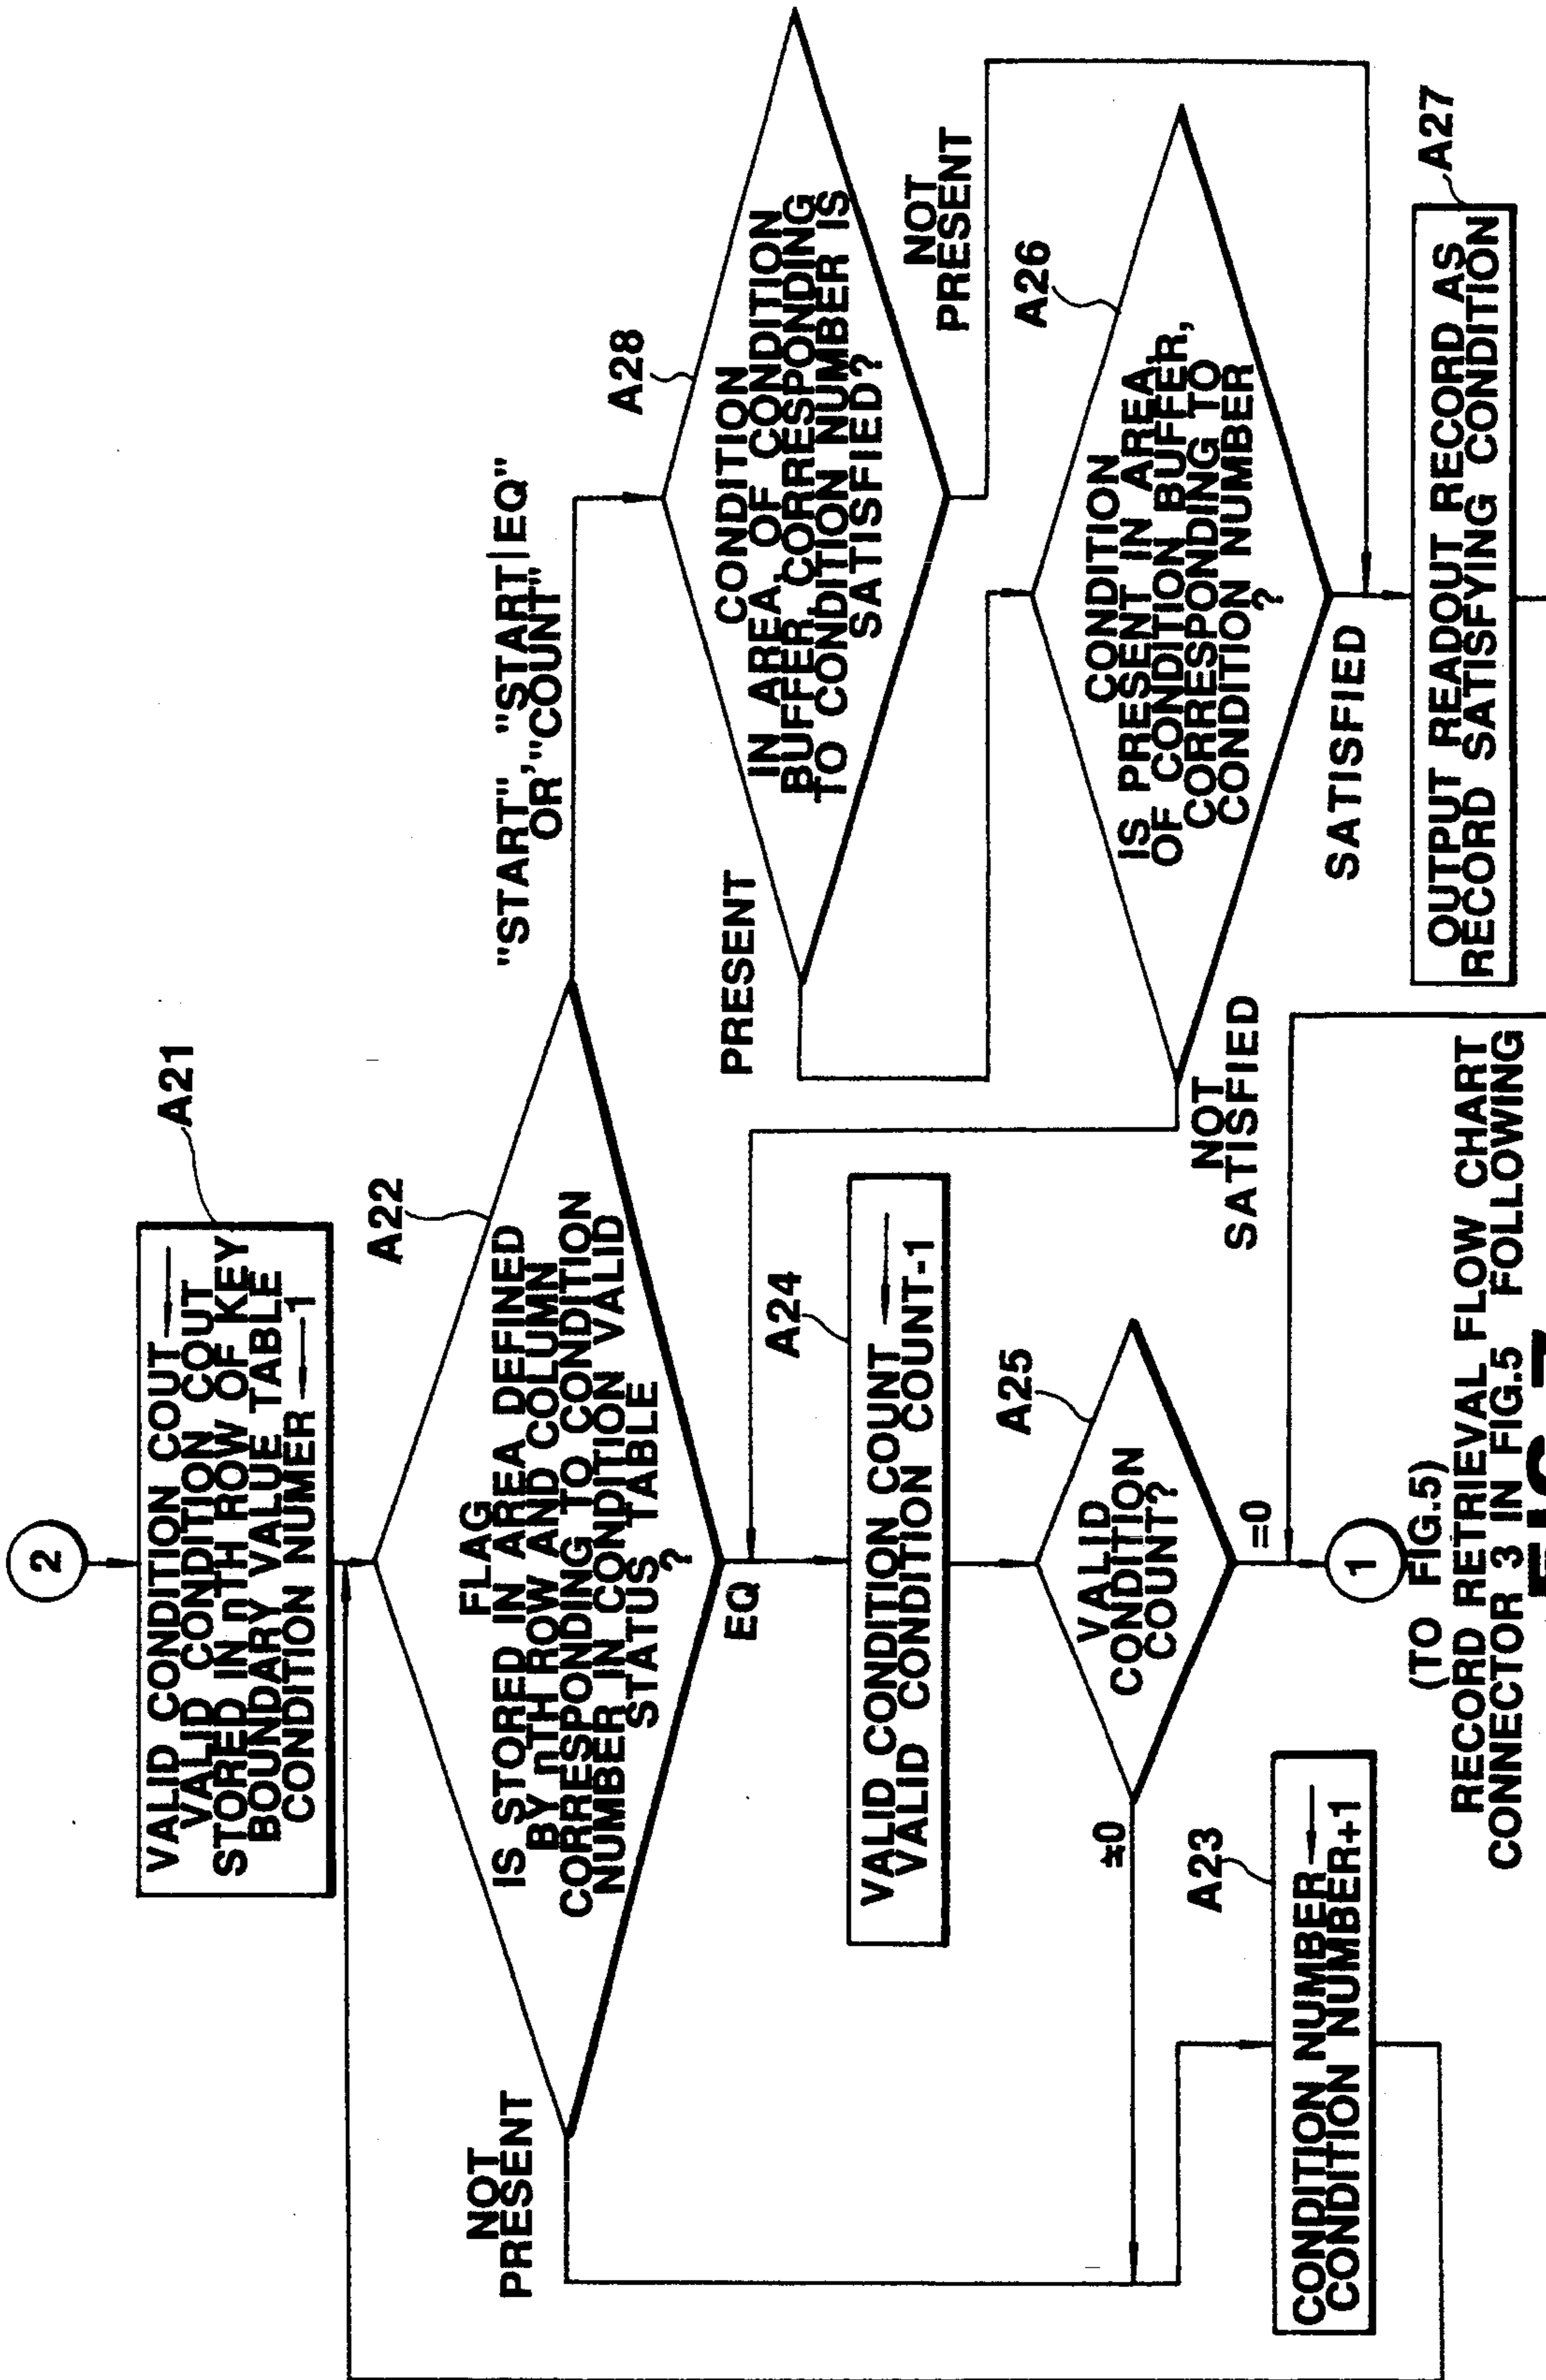 2
A21
VALID CONDITION COUT ←
VALID CONDITION COUT
STORED IN nTH ROW OF KEY
BOUNDARY VALUE TABLE
CONDITION NUMER ← 1
A22
FLAG
IS STORED IN AREA DEFINED
BY nTH ROW AND COLUMN
CORRESPONDING TO CONDITION
NUMBER IN CONDITION VALID
STATUS TABLE
?
NOT
PRESENT
"START", "START|EQ"
OR "COUNT"
EQ
A28
CONDITION
IN AREA, OF CONDITION
BUFFER, CORRESPONDING
TO CONDITION NUMBER IS
SATISFIED?
PRESENT
NOT
PRESENT
A24
VALID CONDITION COUNT ←
VALID CONDITION COUNT-1
A26
CONDITION
IS PRESENT IN AREA,
OF CONDITION BUFFER,
CORRESPONDING TO
CONDITION NUMBER
?
NOT
SATISFIED
SATISFIED
A25
VALID
CONDITION
COUNT?
≠0
=0
A23
CONDITION NUMBER ←
CONDITION NUMBER+1
A27
OUTPUT READOUT RECORD AS
RECORD SATISFYING CONDITION
1
(TO FIG.5)
RECORD RETRIEVAL FLOW CHART
CONNECTOR 3 IN FIG.5 FOLLOWING